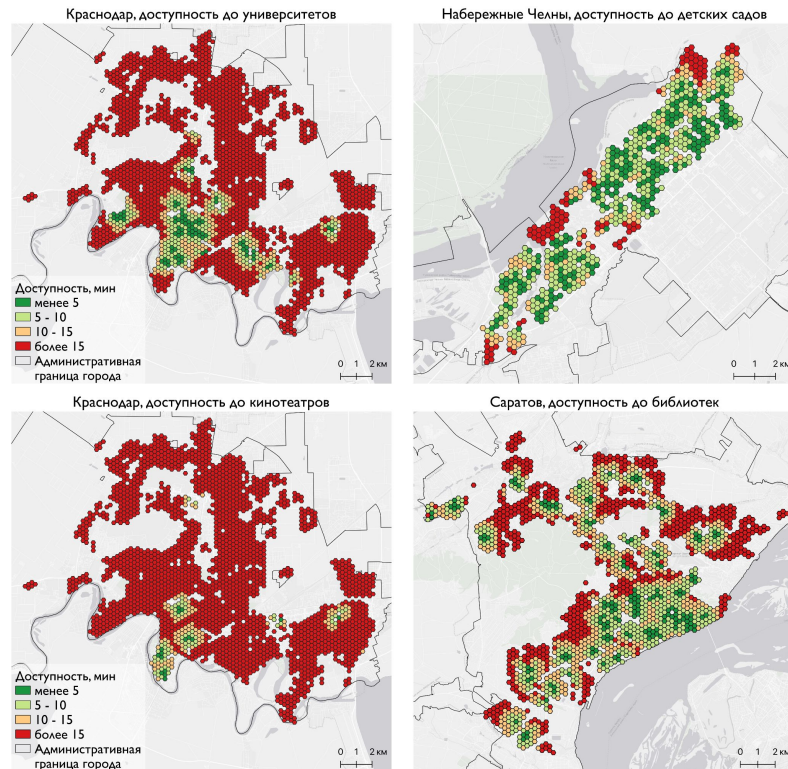 Краснодар, доступность до университетов
Набережные Челны, доступность до детских садов
Доступность, мин
менее 5
5 - 10
10 - 15
более 15
Административная
граница города
0 1 2 км
0 1 2 км
Краснодар, доступность до кинотеатров
Саратов, доступность до библиотек
Доступность, мин
менее 5
5 - 10
10 - 15
более 15
Административная
граница города
0 1 2 км
0 1 2 км